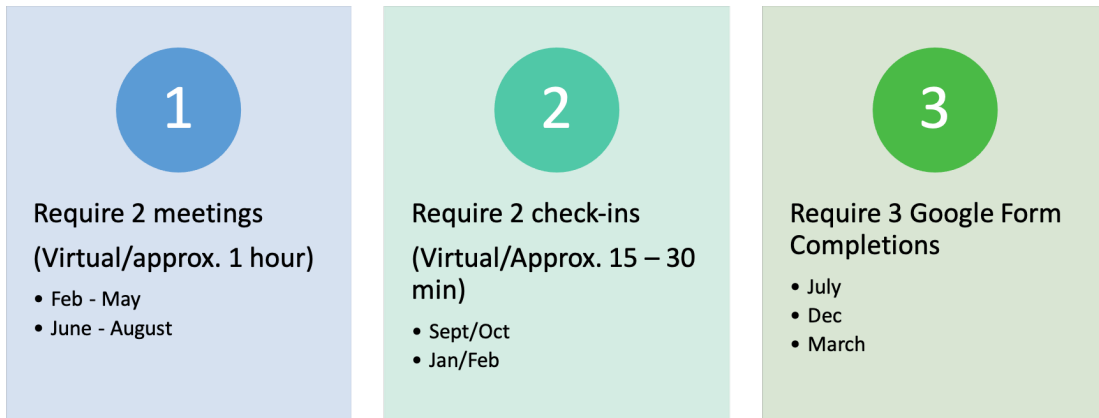 1
Require 2 meetings
(Virtual/approx. 1 hour)
• Feb - May
• June - August
2
Require 2 check-ins
(Virtual/Approx. 15 – 30
min)
• Sept/Oct
• Jan/Feb
3
Require 3 Google Form
Completions
• July
• Dec
• March